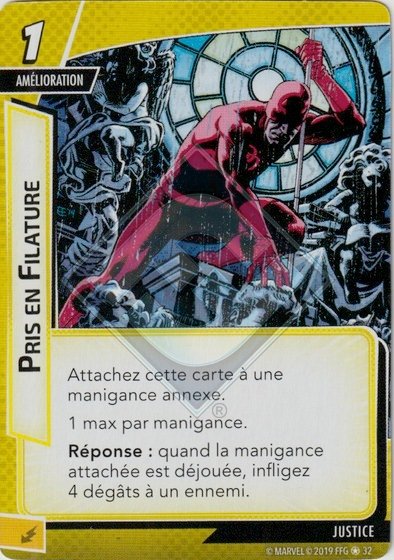 1
AMÉLIORATION
PRIS EN FILATURE
Attachez cette carte à une
manigance annexe.
1 max par manigance.
Réponse : quand la manigance
attachée est déjouée, infligez
4 dégâts à un ennemi.
JUSTICE
© MARVEL © 2019 FFG 32